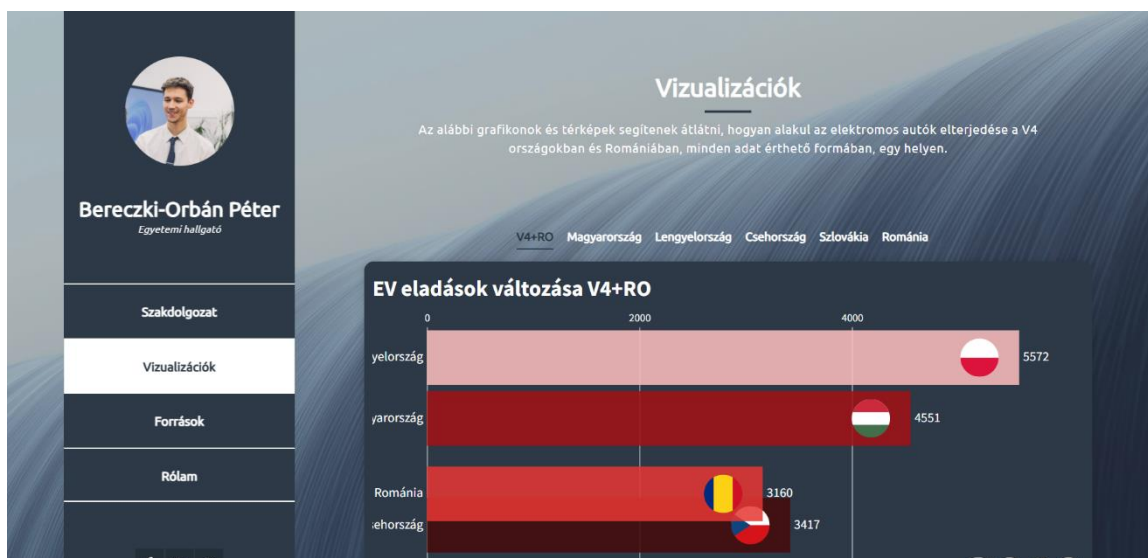 Bereczki-Orbán Péter
Egyetemi hallgató
Szakdolgozat
Vizualizációk
Források
Rólam
Vizualizációk
Az alábbi grafikonok és térképek segítenek átlátni, hogyan alakul az elektromos autók elterjedése a V4
országokban és Romániában, minden adat érthető formában, egy helyen.
V4+RO Magyarország Lengyelország Csehország Szlovákia Románia
EV eladások változása V4+RO
0 2000 4000
yelország 5572
yarország 4551
Románia 3160
ehország 3417